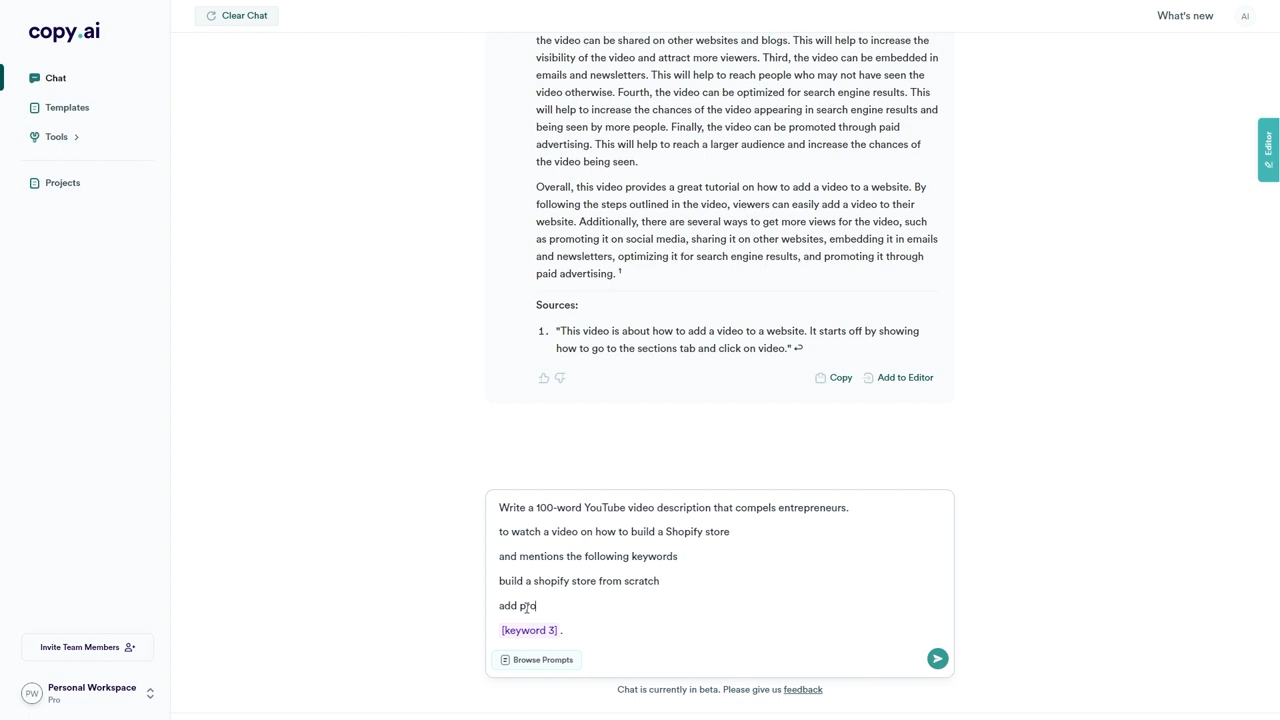 Clear Chat
What's new
AI
copy.ai
Chat
Templates
Tools
Projects
the video can be shared on other websites and blogs. This will help to increase the
visibility of the video and attract more viewers. Third, the video can be embedded in
emails and newsletters. This will help to reach people who may not have seen the
video otherwise. Fourth, the video can be optimized for search engine results. This
will help to increase the chances of the video appearing in search engine results and
being seen by more people. Finally, the video can be promoted through paid
advertising. This will help to reach a larger audience and increase the chances of
the video being seen.
Overall, this video provides a great tutorial on how to add a video to a website. By
following the steps outlined in the video, viewers can easily add a video to their
website. Additionally, there are several ways to get more views for the video, such
as promoting it on social media, sharing it on other websites, embedding it in emails
and newsletters, optimizing it for search engine results, and promoting it through
paid advertising. 1
Sources:
1. "This video is about how to add a video to a website. It starts off by showing
how to go to the sections tab and click on video." ↩
Copy
Add to Editor
Editor
Write a 100-word YouTube video description that compels entrepreneurs.
to watch a video on how to build a Shopify store
and mentions the following keywords
build a shopify store from scratch
add pro
[keyword 3] .
Browse Prompts
Chat is currently in beta. Please give us feedback
Invite Team Members
PW
Personal Workspace
Pro